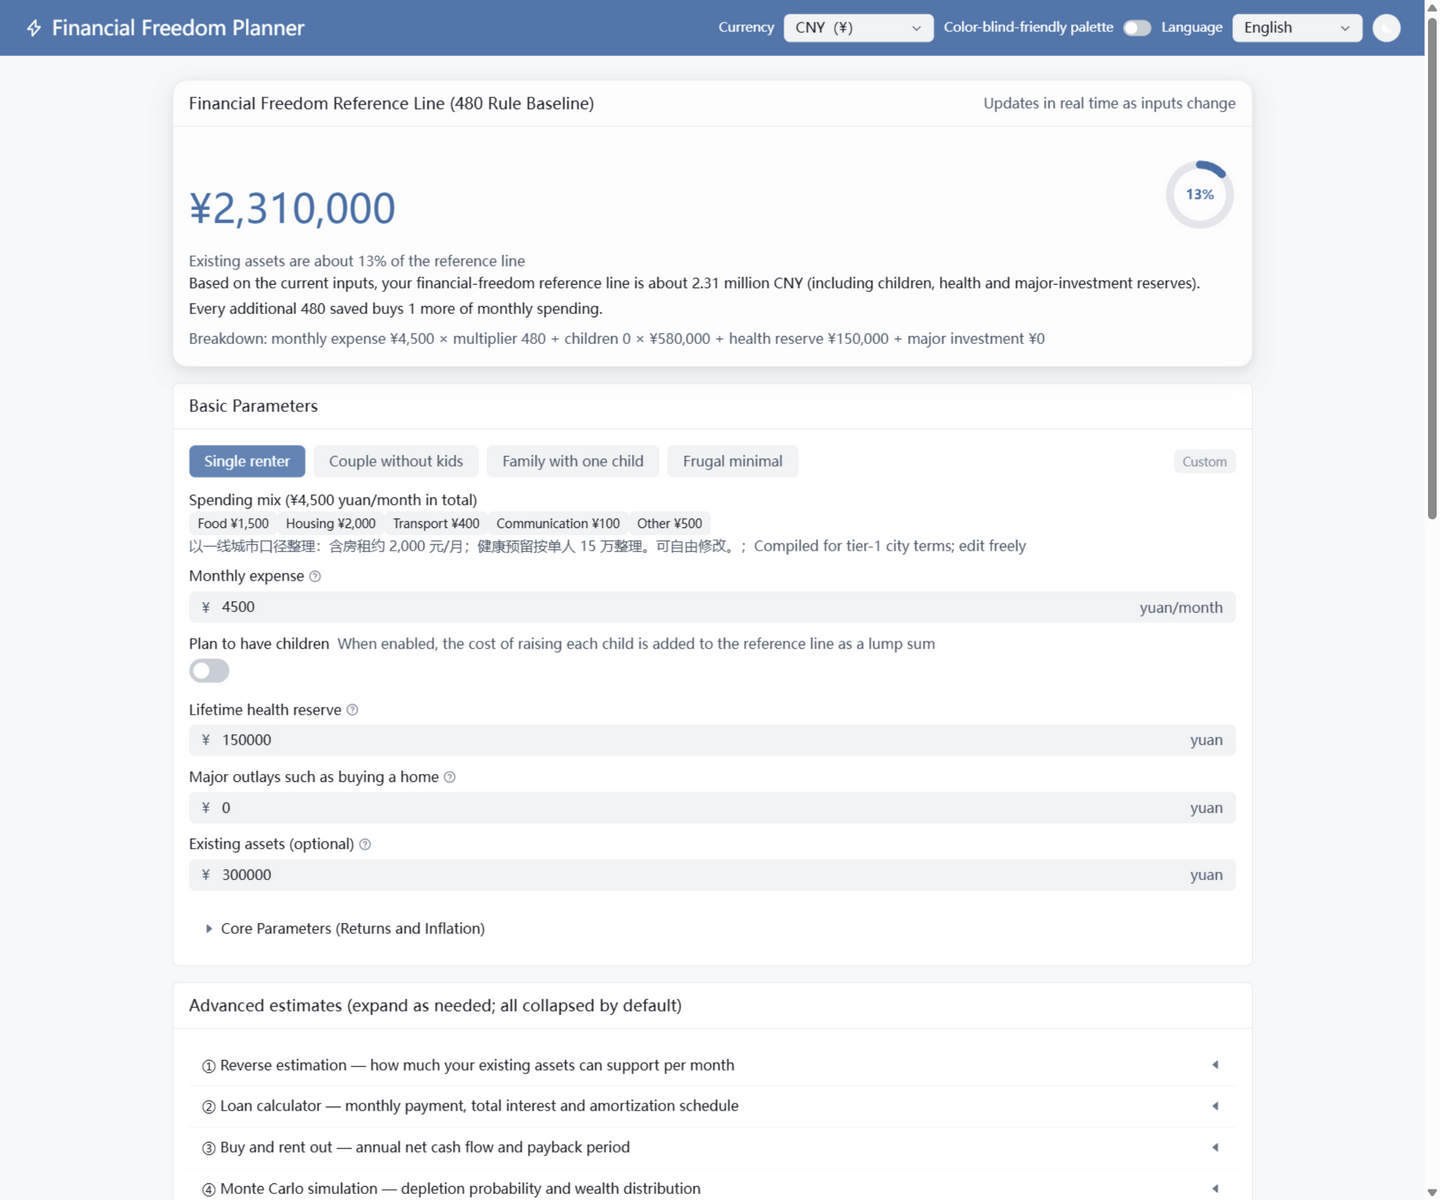 Financial Freedom Planner
Currency CNY (¥) Color-blind-friendly palette Language English
Financial Freedom Reference Line (480 Rule Baseline) Updates in real time as inputs change
¥2,310,000
13%
Existing assets are about 13% of the reference line
Based on the current inputs, your financial-freedom reference line is about 2.31 million CNY (including children, health and major-investment reserves).
Every additional 480 saved buys 1 more of monthly spending.
Breakdown: monthly expense ¥4,500 × multiplier 480 + children 0 × ¥580,000 + health reserve ¥150,000 + major investment ¥0
Basic Parameters
Single renter Couple without kids Family with one child Frugal minimal Custom
Spending mix (¥4,500 yuan/month in total)
Food ¥1,500 Housing ¥2,000 Transport ¥400 Communication ¥100 Other ¥500
以一线城市口径整理：含房租约 2,000 元/月；健康预留按单人 15 万整理。可自由修改。；Compiled for tier-1 city terms; edit freely
Monthly expense
¥ 4500 yuan/month
Plan to have children When enabled, the cost of raising each child is added to the reference line as a lump sum
Lifetime health reserve
¥ 150000 yuan
Major outlays such as buying a home
¥ 0 yuan
Existing assets (optional)
¥ 300000 yuan
Core Parameters (Returns and Inflation)
Advanced estimates (expand as needed; all collapsed by default)
① Reverse estimation — how much your existing assets can support per month
② Loan calculator — monthly payment, total interest and amortization schedule
③ Buy and rent out — annual net cash flow and payback period
④ Monte Carlo simulation — depletion probability and wealth distribution